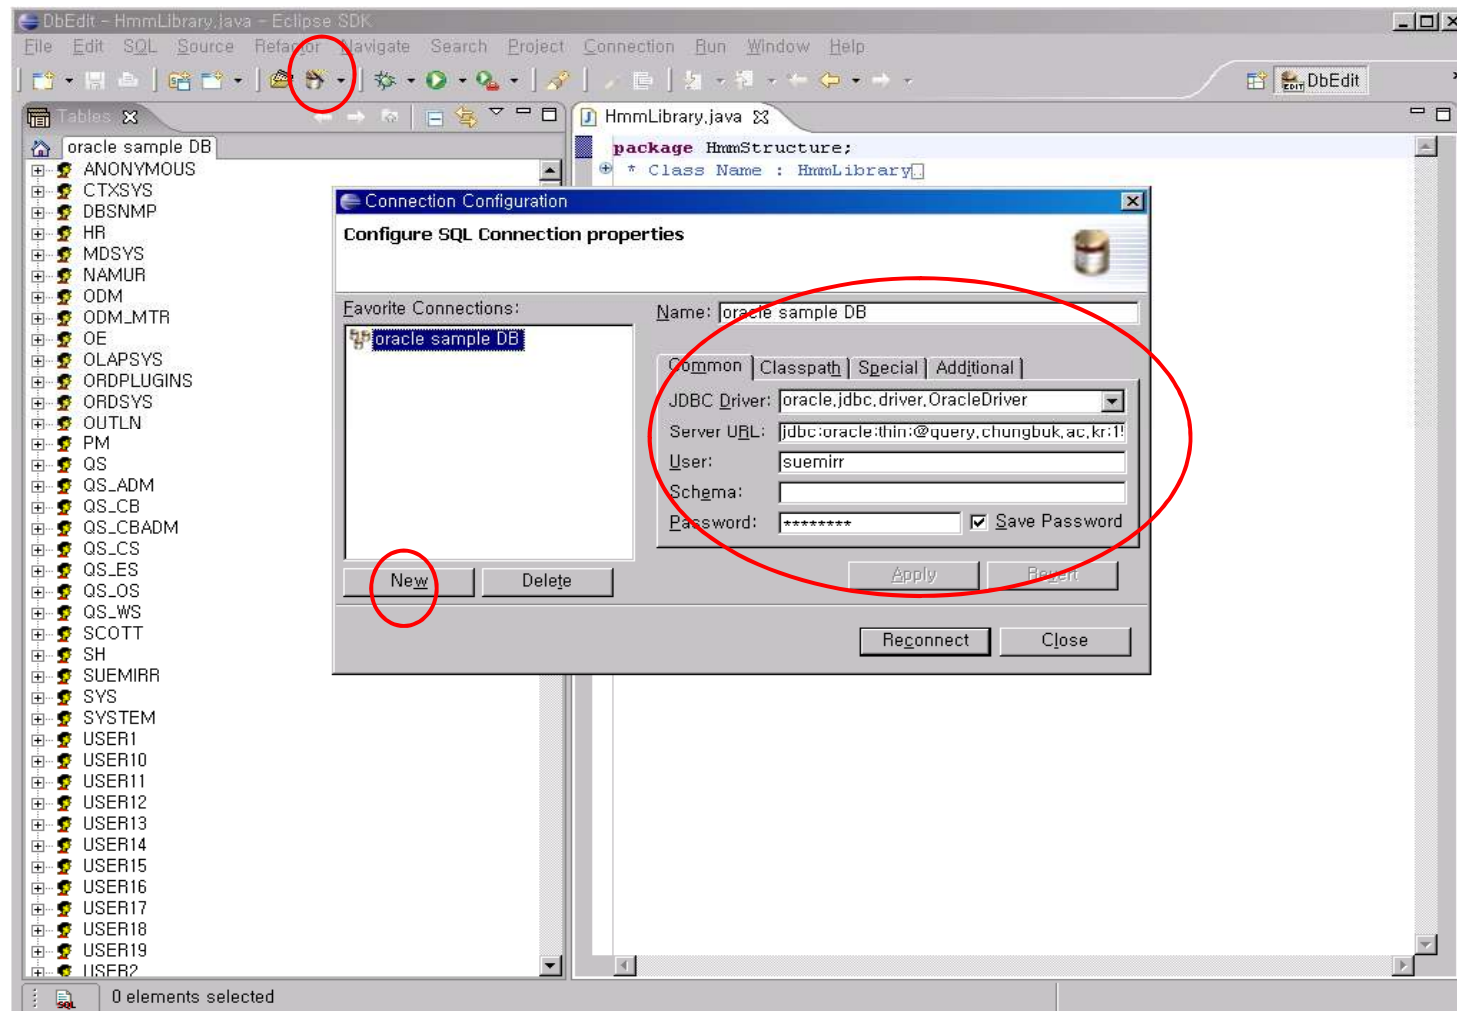 DbEdit - HmmLibrary.java - Eclipse SDK
File Edit SQL Source Refactor Navigate Search Project Connection Run Window Help
DbEdit
Tables
HmmLibrary.java
oracle sample DB
package HmmStructure;
* Class Name : HmmLibrary
ANONYMOUS
CTXSYS
DBSNMP
HR
MDSYS
NAMUR
ODM
ODM_MTR
OE
OLAPSYS
ORDPLUGINS
ORDSYS
OUTLN
PM
QS
QS_ADM
QS_CB
QS_CBADM
QS_CS
QS_ES
QS_OS
QS_WS
SCOTT
SH
SUEMIRR
SYS
SYSTEM
USER1
USER10
USER11
USER12
USER13
USER14
USER15
USER16
USER17
USER18
USER19
USER2
Connection Configuration
Configure SQL Connection properties
Favorite Connections:
oracle sample DB
New Delete
Name: oracle sample DB
Common Classpath Special Additional
JDBC Driver: oracle.jdbc.driver.OracleDriver
Server URL: jdbc:oracle:thin:@query.chungbuk.ac.kr:15
User: suemirr
Schema:
Password: ******** Save Password
Apply Revert
Reconnect Close
0 elements selected